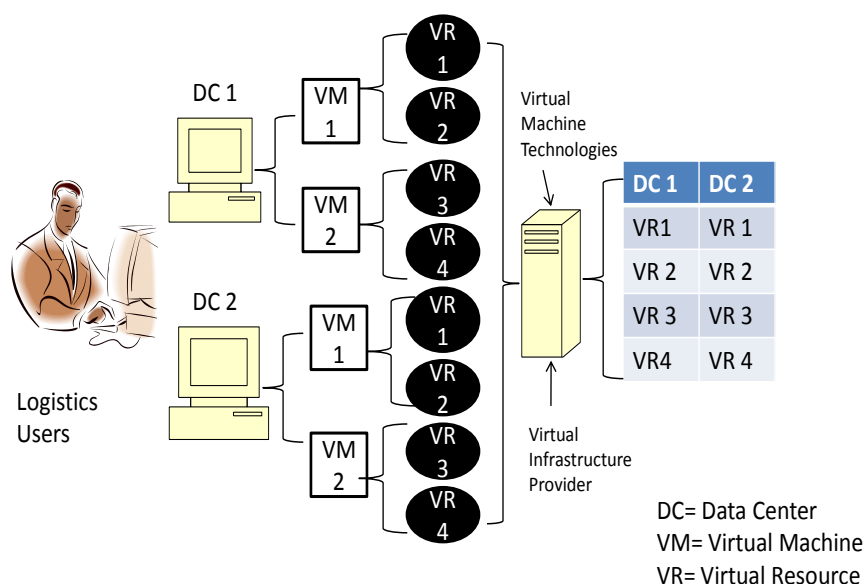 DC 1
VM
1
VR
1
VR
2
VM
2
VR
3
VR
4
DC 2
VM
1
VR
1
VR
2
VM
2
VR
3
VR
4
Logistics
Users
Virtual
Machine
Technologies
Virtual
Infrastructure
Provider
DC 1 DC 2
VR1 VR 1
VR 2 VR 2
VR 3 VR 3
VR4 VR 4
DC= Data Center
VM= Virtual Machine
VR= Virtual Resource